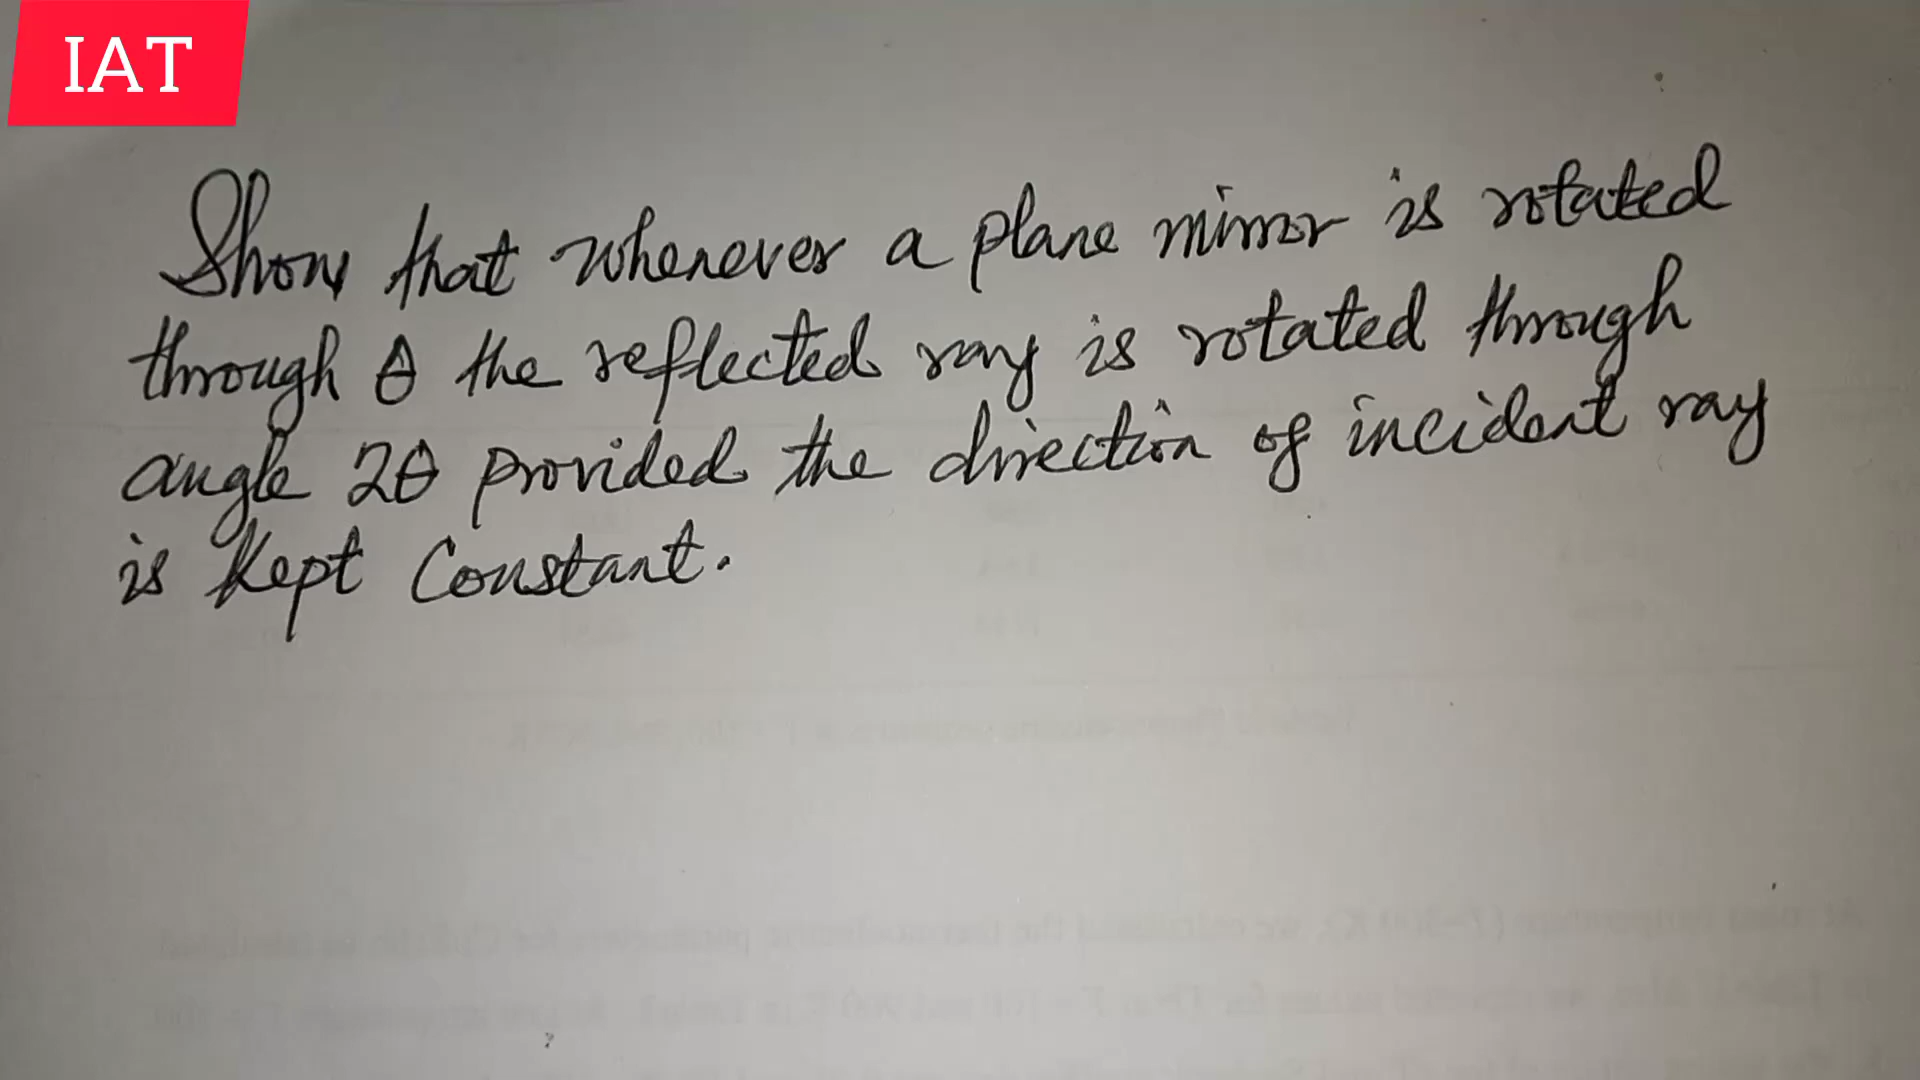 IAT
Show that whenever a plane mirror is rotated
through θ the reflected ray is rotated through
angle 2θ provided the direction of incident ray
is kept constant.